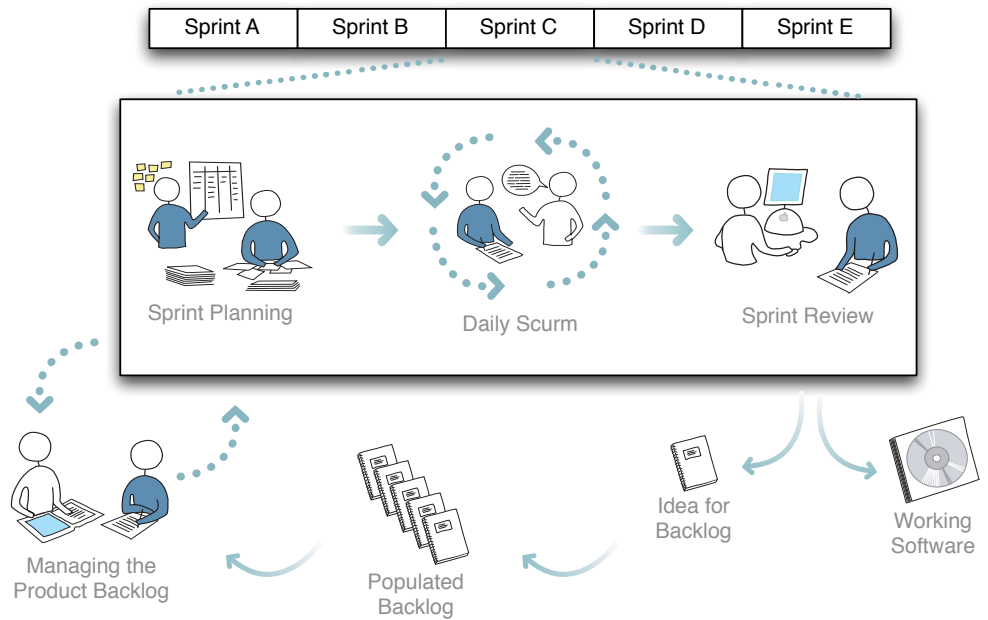 Sprint A
Sprint B
Sprint C
Sprint D
Sprint E
Sprint Planning
Daily Scurm
Sprint Review
Idea for
Backlog
Working
Software
Managing the
Product Backlog
Populated
Backlog